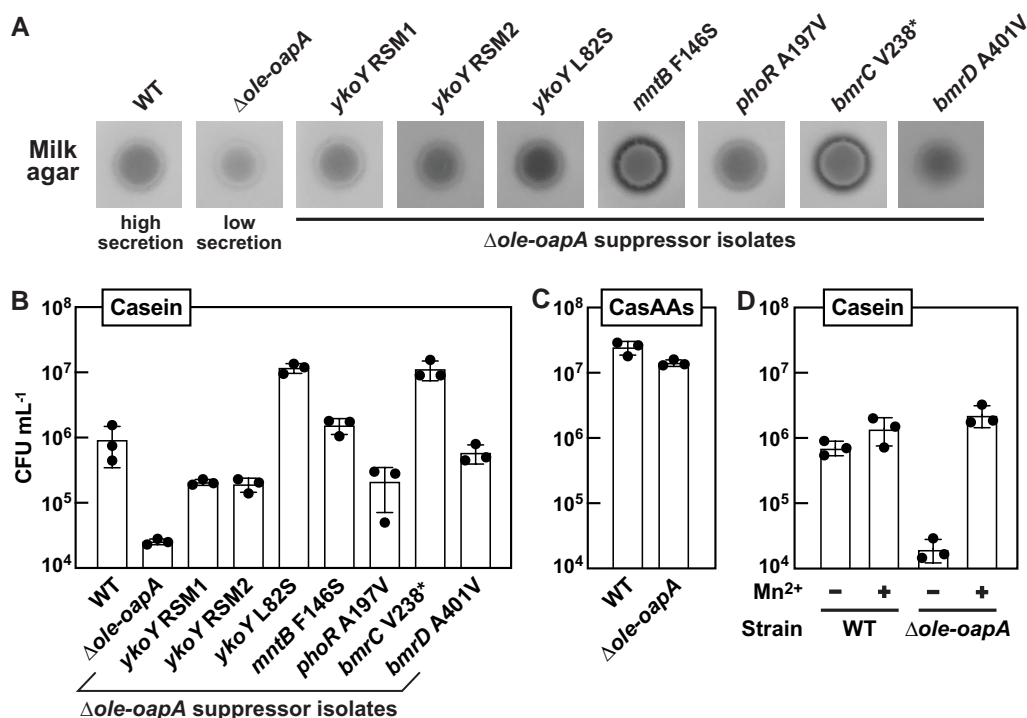 A
WT
Δole-oapA
ykoY RSM1
ykoY RSM2
ykoY L82S
mntB F146S
phoR A197V
bmrC V238*
bmrD A401V
Milk
agar
high
secretion
low
secretion
Δole-oapA suppressor isolates
B
Casein
CFU mL⁻¹
10⁸
10⁷
10⁶
10⁵
10⁴
WT
Δole-oapA
ykoY RSM1
ykoY RSM2
ykoY L82S
mntB F146S
phoR A197V
bmrC V238*
bmrD A401V
Δole-oapA suppressor isolates
C
CasAAs
10⁸
10⁷
10⁶
10⁵
10⁴
WT
Δole-oapA
D
Casein
10⁸
10⁷
10⁶
10⁵
10⁴
Mn²⁺ − + − +
Strain WT Δole-oapA